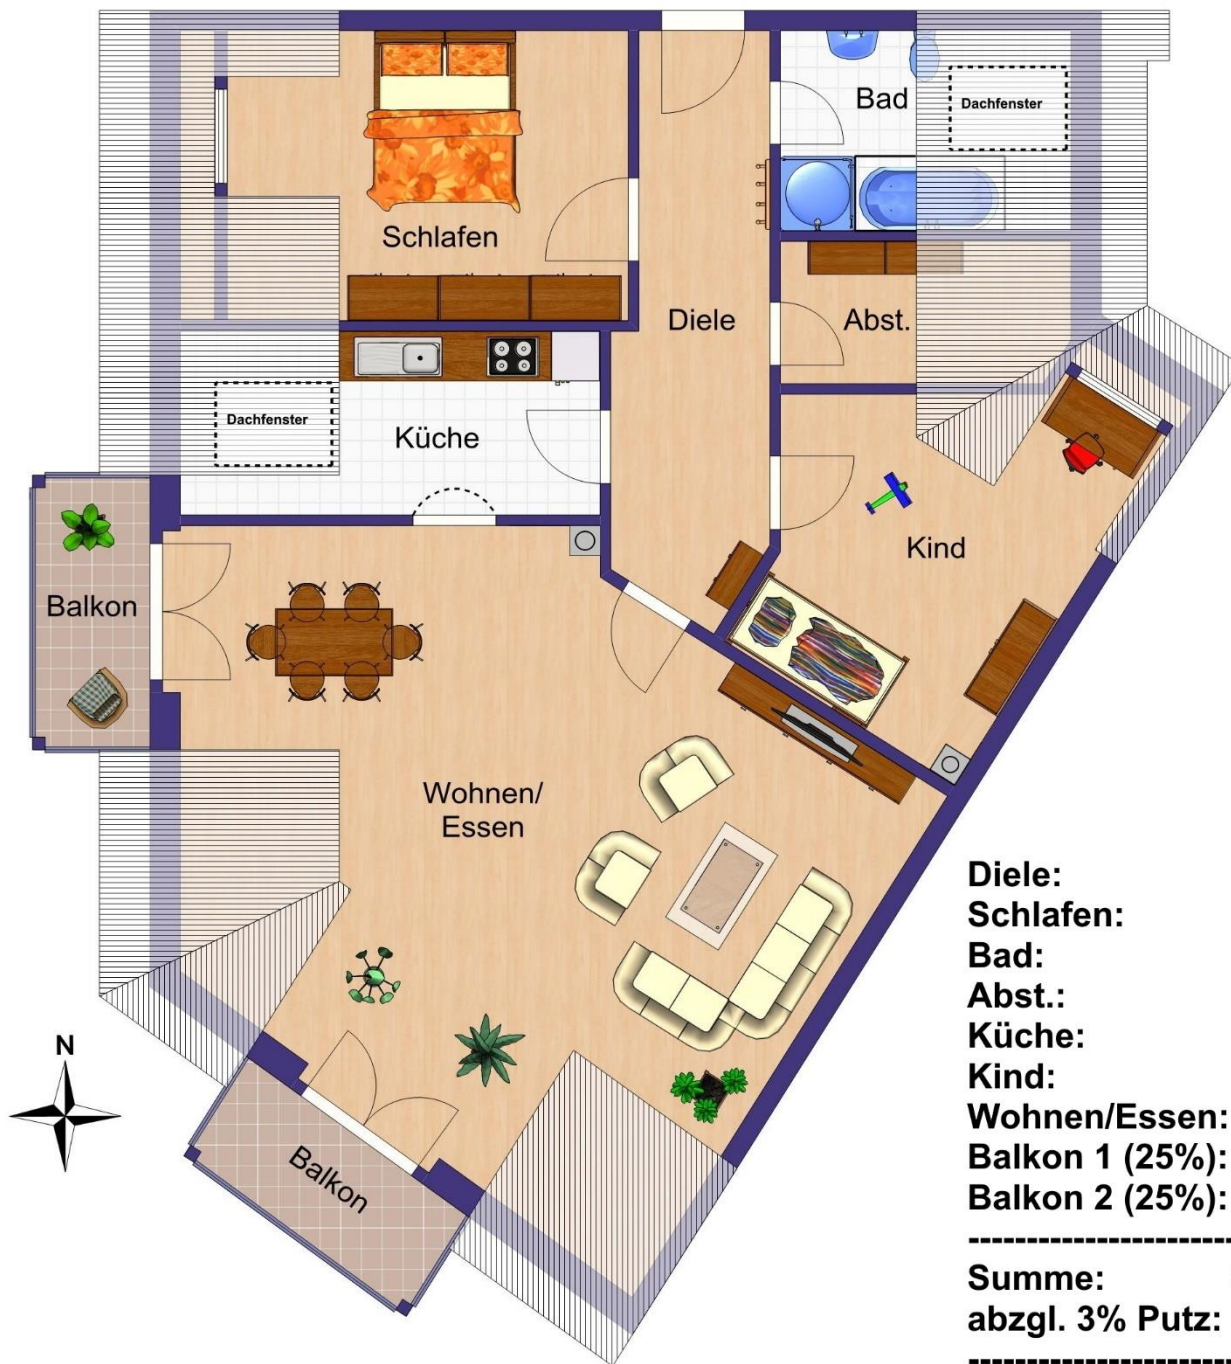 Schlafen
Bad
Dachfenster
Diele
Abst.
Dachfenster
Küche
Kind
Balkon
Wohnen/
Essen
N
Balkon
Diele:
Schlafen:
Bad:
Abst.:
Küche:
Kind:
Wohnen/Essen:
Balkon 1 (25%):
Balkon 2 (25%):
----------------------
Summe:
abzgl. 3% Putz:
----------------------